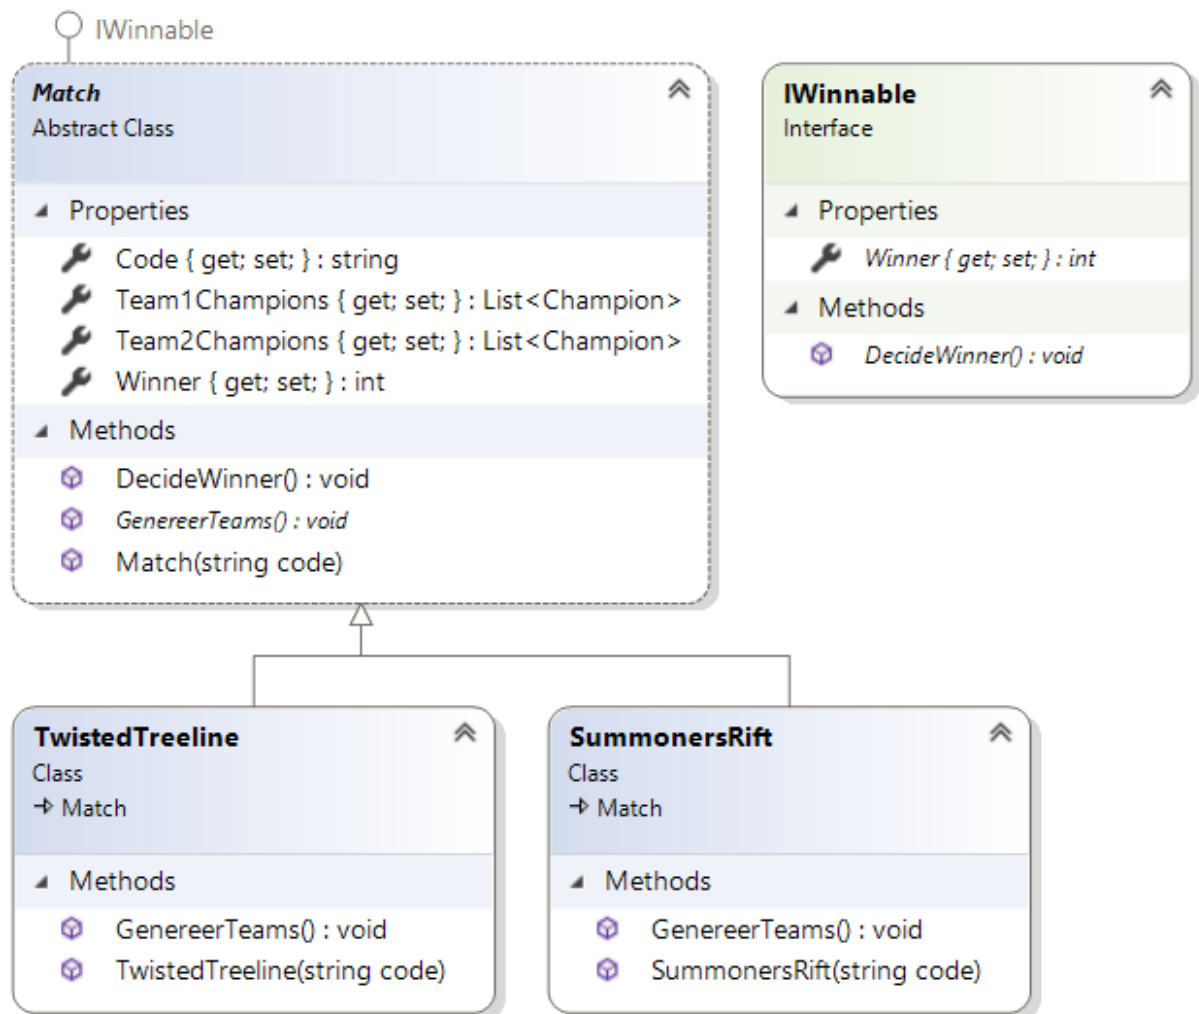 IWinnable
Match
Abstract Class
Properties
Code { get; set; } : string
Team1Champions { get; set; } : List<Champion>
Team2Champions { get; set; } : List<Champion>
Winner { get; set; } : int
Methods
DecideWinner() : void
GenereerTeams() : void
Match(string code)
IWinnable
Interface
Properties
Winner { get; set; } : int
Methods
DecideWinner() : void
TwistedTreeline
Class
Match
Methods
GenereerTeams() : void
TwistedTreeline(string code)
SummonersRift
Class
Match
Methods
GenereerTeams() : void
SummonersRift(string code)